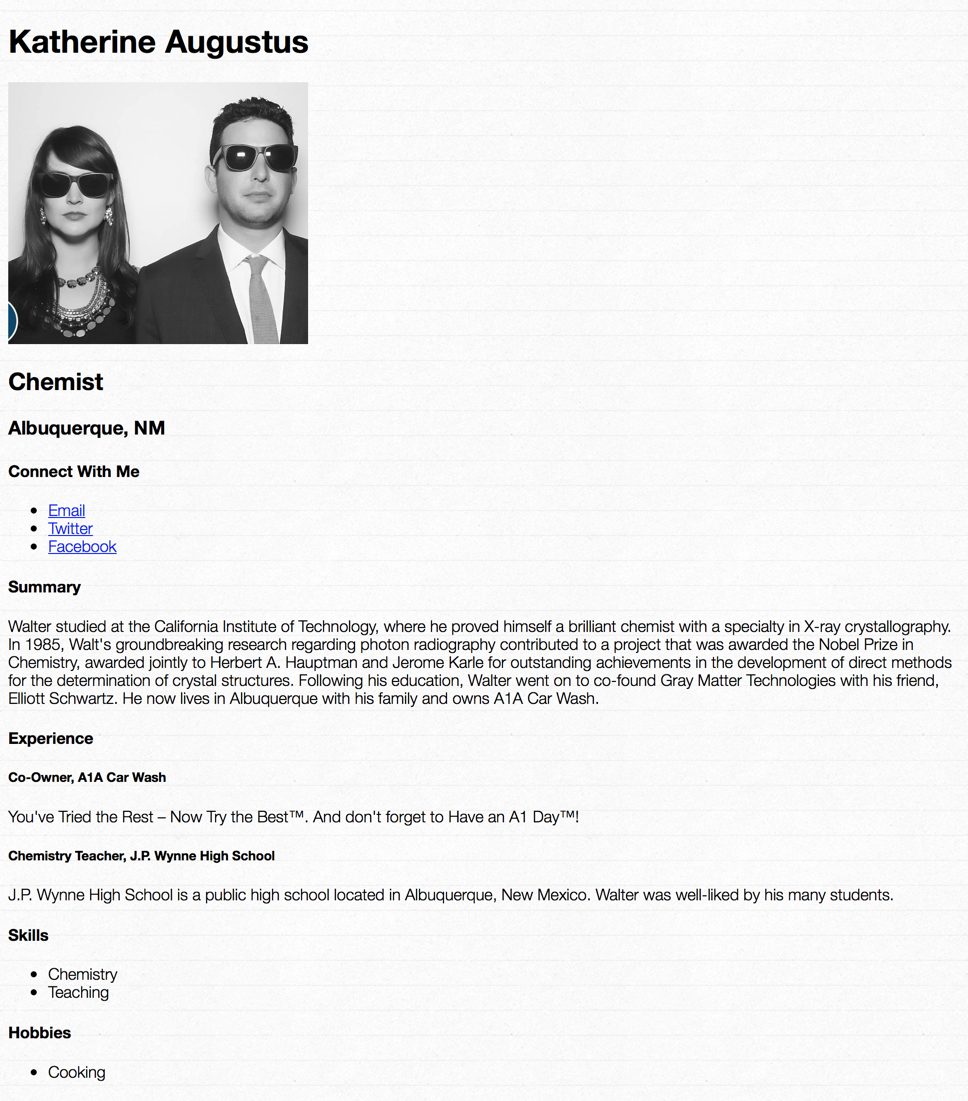 Katherine Augustus
Chemist
Albuquerque, NM
Connect With Me
Email
Twitter
Facebook
Summary
Walter studied at the California Institute of Technology, where he proved himself a brilliant chemist with a specialty in X-ray crystallography.
In 1985, Walt's groundbreaking research regarding photon radiography contributed to a project that was awarded the Nobel Prize in
Chemistry, awarded jointly to Herbert A. Hauptman and Jerome Karle for outstanding achievements in the development of direct methods
for the determination of crystal structures. Following his education, Walter went on to co-found Gray Matter Technologies with his friend,
Elliott Schwartz. He now lives in Albuquerque with his family and owns A1A Car Wash.
Experience
Co-Owner, A1A Car Wash
You've Tried the Rest – Now Try the Best™. And don't forget to Have an A1 Day™!
Chemistry Teacher, J.P. Wynne High School
J.P. Wynne High School is a public high school located in Albuquerque, New Mexico. Walter was well-liked by his many students.
Skills
Chemistry
Teaching
Hobbies
Cooking